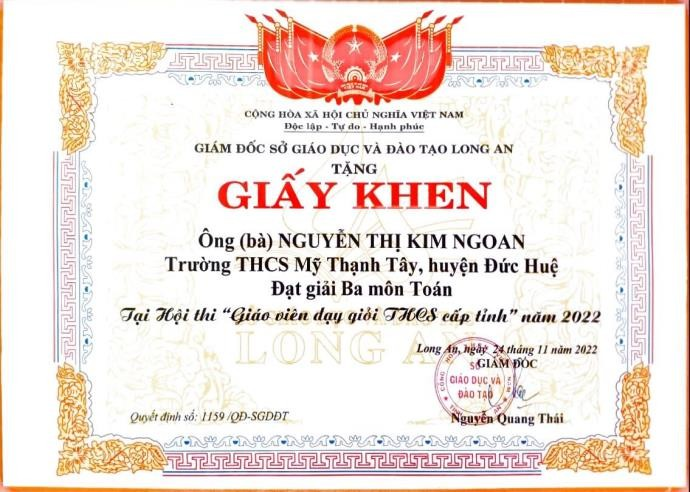 CỘNG HÒA XÃ HỘI CHỦ NGHĨA VIỆT NAM
Độc lập - Tự do - Hạnh phúc
GIÁM ĐỐC SỞ GIÁO DỤC VÀ ĐÀO TẠO LONG AN
TẶNG
GIẤY KHEN
Ông (bà) NGUYỄN THỊ KIM NGOAN
Trường THCS Mỹ Thạnh Tây, huyện Đức Huệ
Đạt giải Ba môn Toán
Tại Hội thi “Giáo viên dạy giỏi THCS cấp tỉnh” năm 2022
LONG AN
Long An, ngày 24 tháng 11 năm 2022
GIÁM ĐỐC
SỞ
GIÁO DỤC VÀ
ĐÀO TẠO
Quyết định số: 1159 /QĐ-SGDĐT
Nguyễn Quang Thái